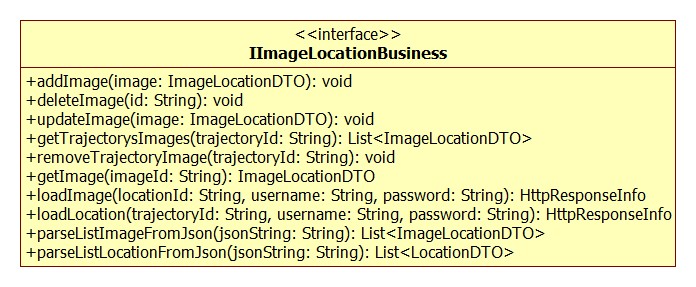 <<interface>>
IImageLocationBusiness
+addImage(image: ImageLocationDTO): void
+deleteImage(id: String): void
+updateImage(image: ImageLocationDTO): void
+getTrajectorysImages(trajectoryId: String): List<ImageLocationDTO>
+removeTrajectoryImage(trajectoryId: String): void
+getImage(imageId: String): ImageLocationDTO
+loadImage(locationId: String, username: String, password: String): HttpResponseInfo
+loadLocation(trajectoryId: String, username: String, password: String): HttpResponseInfo
+parseListImageFromJson(jsonString: String): List<ImageLocationDTO>
+parseListLocationFromJson(jsonString: String): List<LocationDTO>